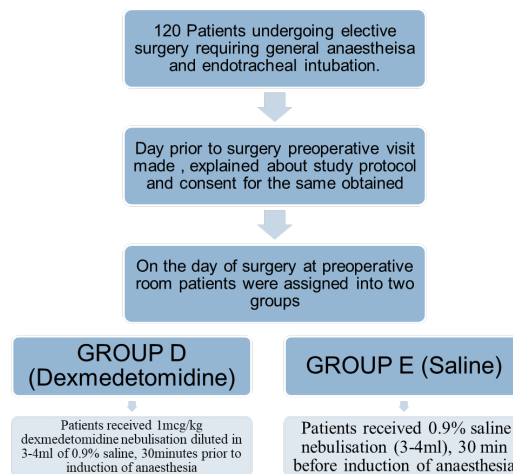 120 Patients undergoing elective
surgery requiring general anaestheisa
and endotracheal intubation.
Day prior to surgery preoperative visit
made , explained about study protocol
and consent for the same obtained
On the day of surgery at preoperative
room patients were assigned into two
groups
GROUP D
(Dexmedetomidine)
Patients received 1mcg/kg
dexmedetomidine nebulisation diluted in
3-4ml of 0.9% saline, 30minutes prior to
induction of anaesthesia
GROUP E (Saline)
Patients received 0.9% saline
nebulisation (3-4ml), 30 min
before induction of anaesthesia